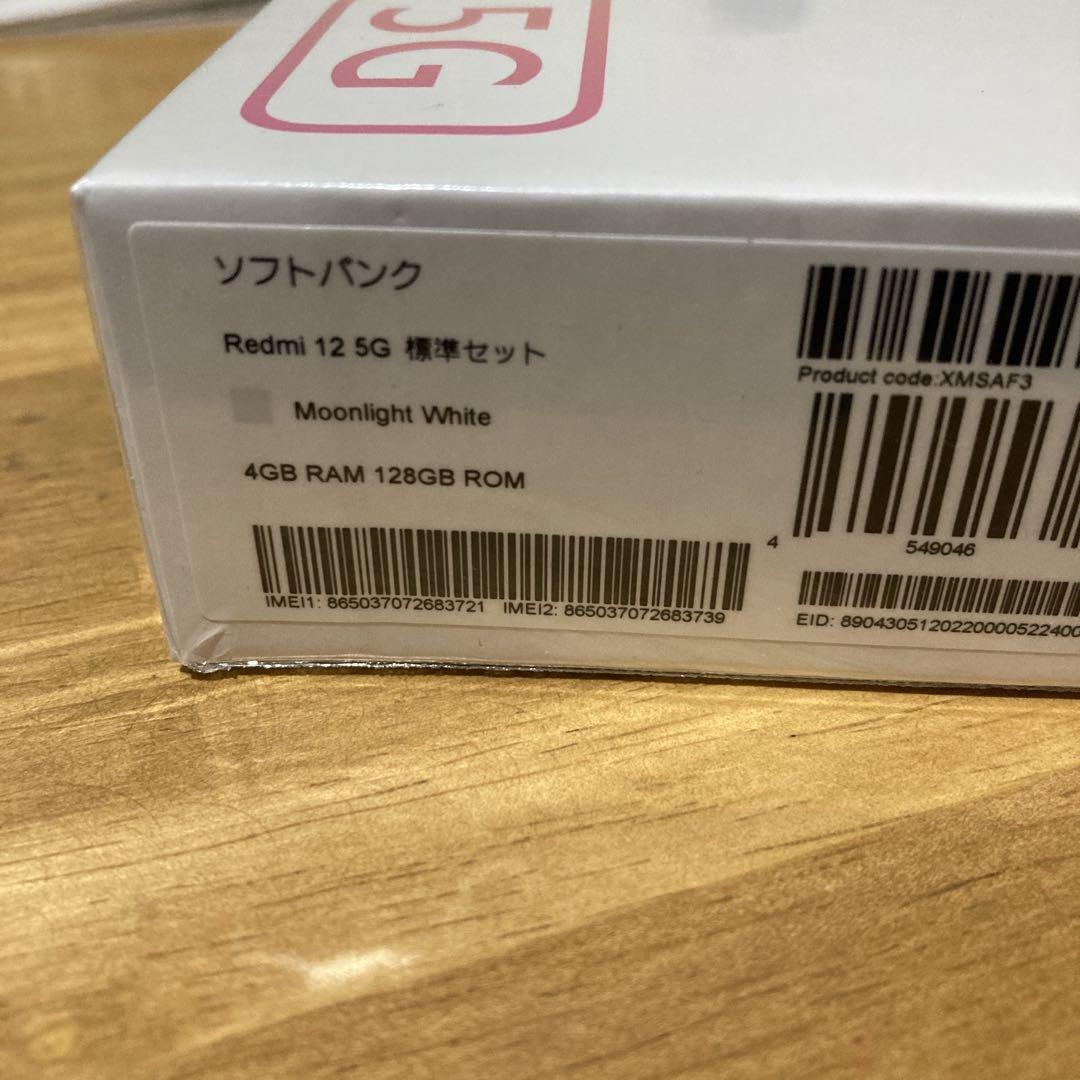 5G
ソフトバンク
Redmi 12 5G 標準セット
Moonlight White
4GB RAM 128GB ROM
IMEI1: 865037072683721 IMEI2: 865037072683739
Product code:XMSAF3
4 549046
EID: 8904305120220000522400